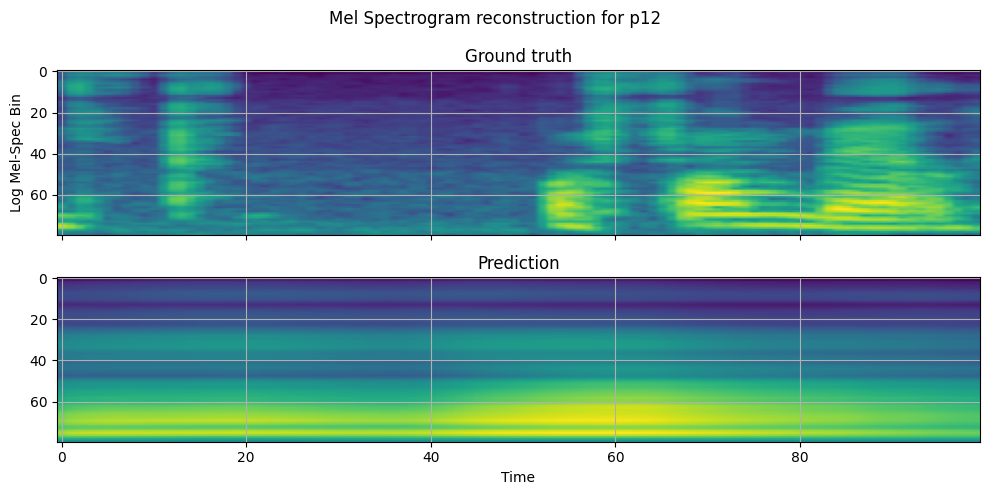 Mel Spectrogram reconstruction for p12
Ground truth
0
20
40
60
Log Mel-Spec Bin
Prediction
0
20
40
60
0 20 40 60 80
Time